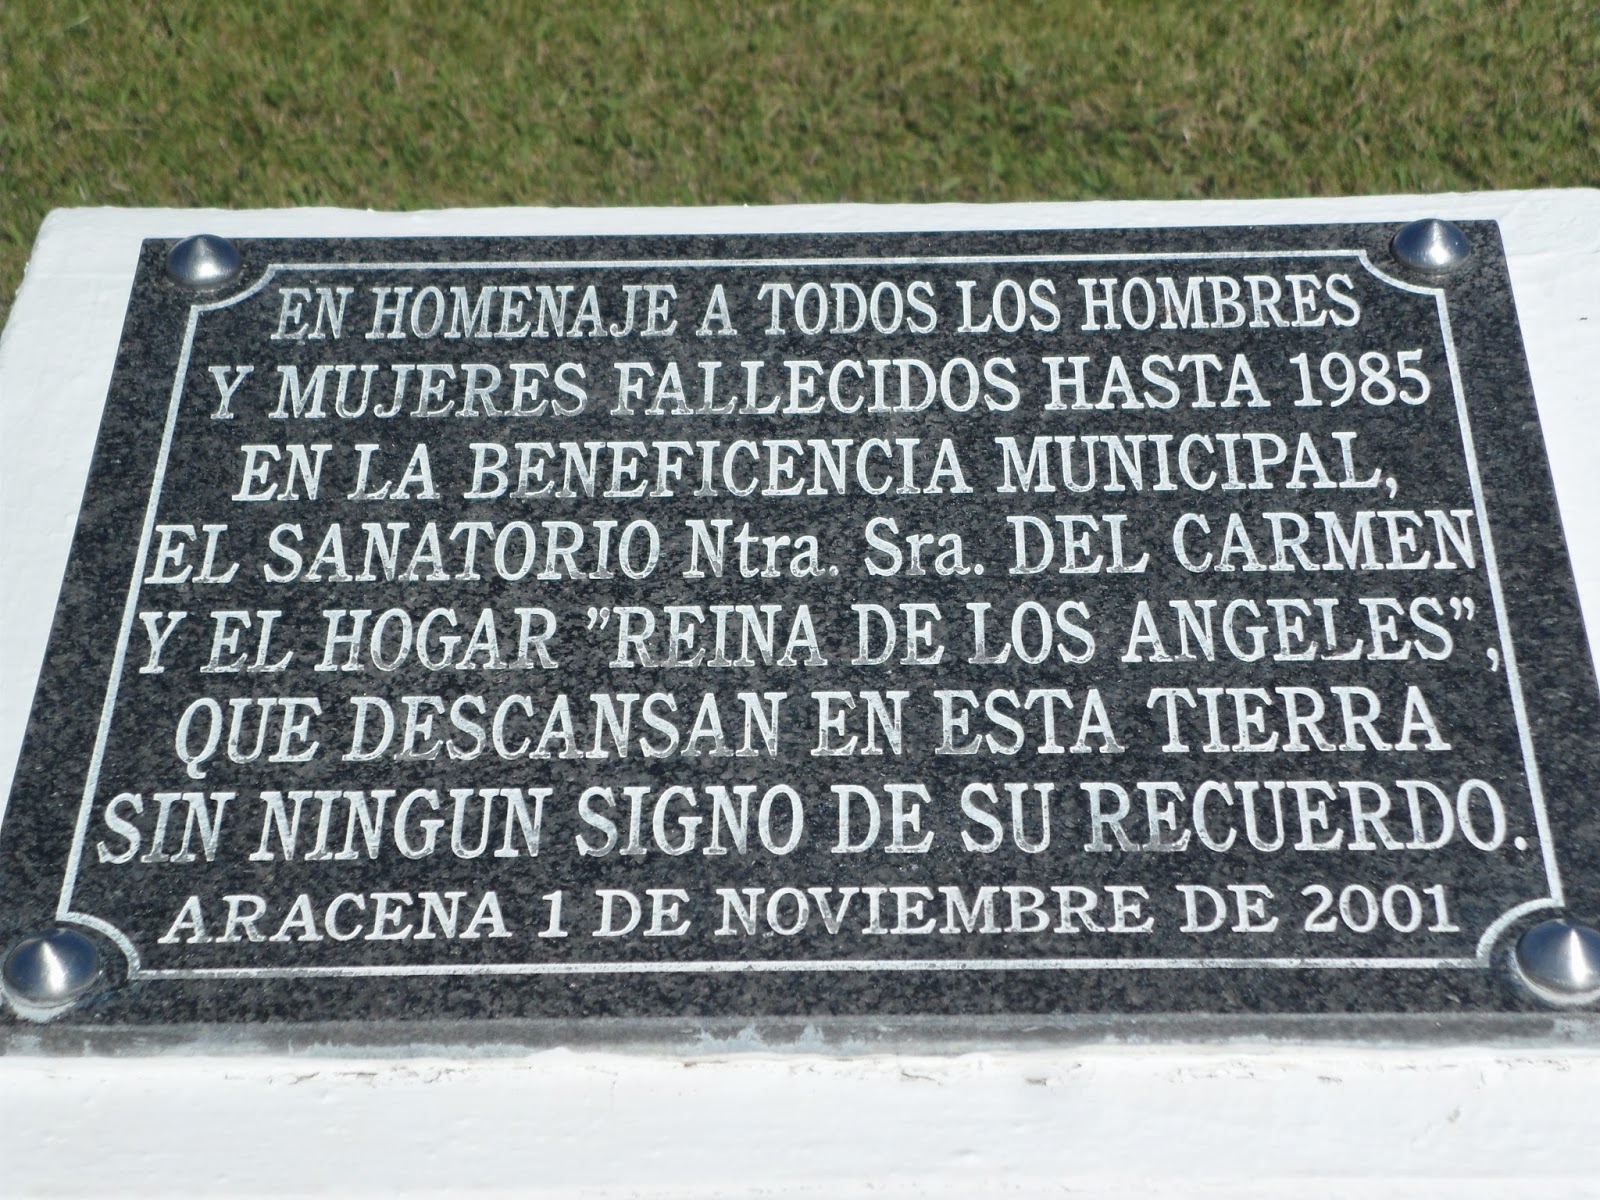 EN HOMENAJE A TODOS LOS HOMBRES
Y MUJERES FALLECIDOS HASTA 1985
EN LA BENEFICENCIA MUNICIPAL,
EL SANATORIO Ntra. Sra. DEL CARMEN
Y EL HOGAR ”REINA DE LOS ANGELES”,
QUE DESCANSAN EN ESTA TIERRA
SIN NINGUN SIGNO DE SU RECUERDO.
ARACENA 1 DE NOVIEMBRE DE 2001